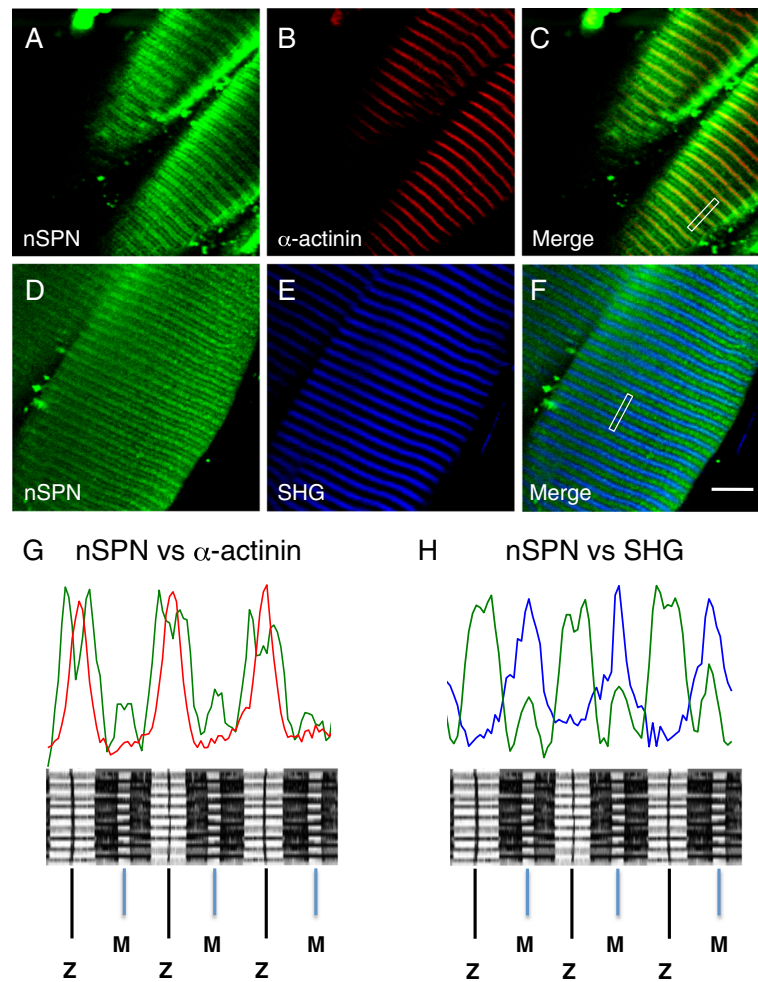 A
nSPN
B
α-actinin
C
Merge
D
nSPN
E
SHG
F
Merge
G nSPN vs α-actinin
H nSPN vs SHG
M M M
Z Z Z
M M M
Z Z Z